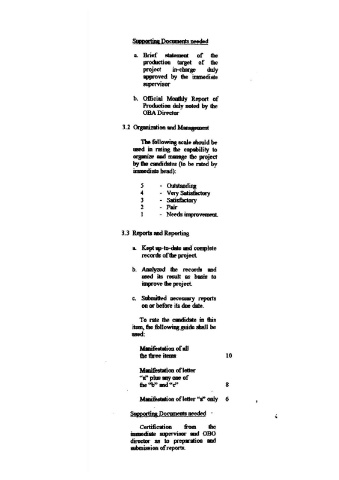 Supporting Documents needed
a. Brief statement of the
production target of the
project in-charge duly
approved by the immediate
supervisor
b. Official Monthly Report of
Production duly noted by the
OBA Director
3.2 Organization and Management
The following scale should be
used in rating the capability to
organize and manage the project
by the candidates (to be rated by
immediate head):
5 - Outstanding
4 - Very Satisfactory
3 - Satisfactory
2 - Fair
1 - Needs improvement.
3.3 Reports and Reporting
a. Kept up-to-date and complete
records of the project.
b. Analyzed the records and
used its result as basis to
improve the project.
c. Submitted necessary reports
on or before its due date.
To rate the candidate in this
item, the following guide shall be
used:
Manifestation of all
the three items 10
Manifestation of letter
"a" plus any one of
the "b" and "c" 8
Manifestation of letter "a" only 6
Supporting Documents needed
Certification from the
immediate supervisor and OBO
director as to preparation and
submission of reports.